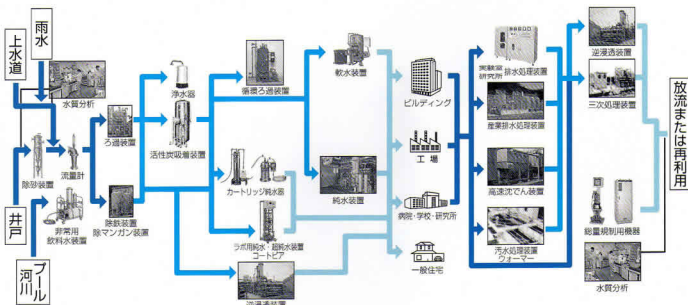 雨水
上水道
水質分析
除砂装置
流量計
井戸
非常用
飲料水装置
プール
河川
ろ過装置
除鉄装置
除マンガン装置
浄水器
活性炭吸着装置
循環ろ過装置
カートリッジ純水器
ラボ用純水・超純水装置
コートピア
逆浸透装置
軟水装置
純水装置
ビルディング
工場
病院・学校・研究所
一般住宅
実験室
研究所
排水処理装置
産業排水処理装置
高速沈でん装置
汚水処理装置
ウォーマー
逆浸透装置
三次処理装置
総量規制用機器
水質分析
放流または再利用